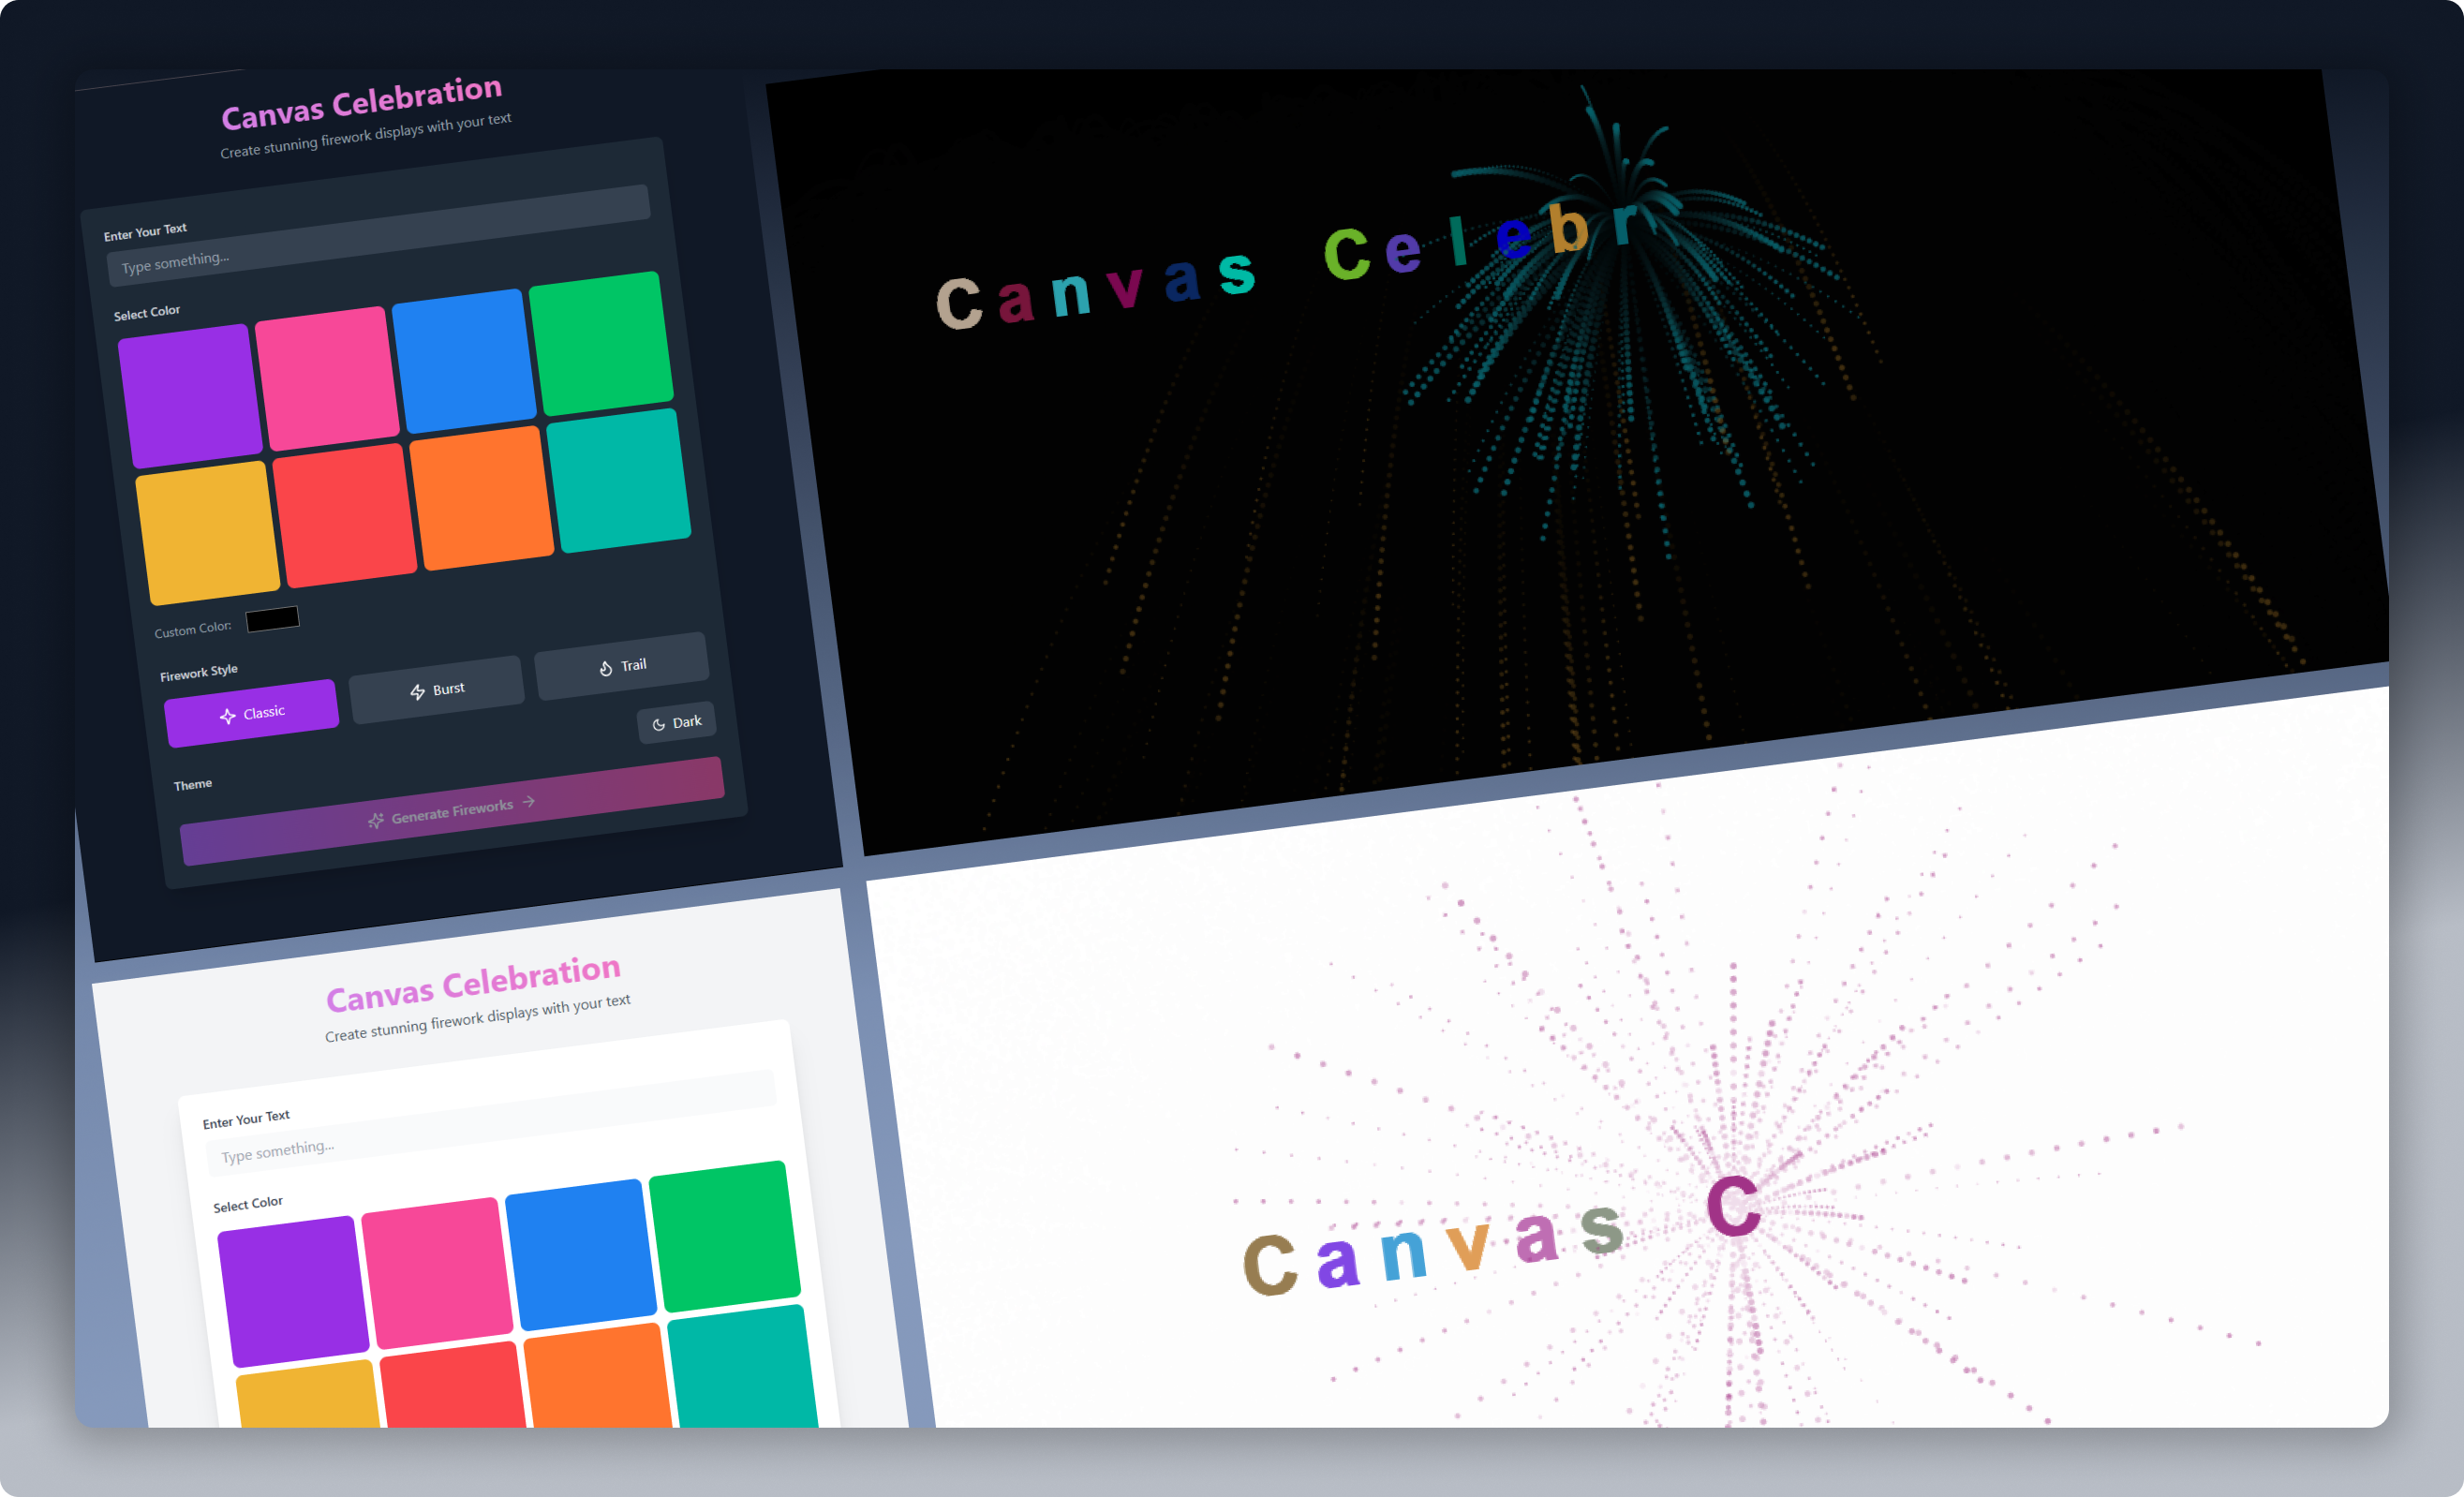 Canvas Celebration
Create stunning firework displays with your text
Enter Your Text
Type something...
Select Color
Custom Color:
Firework Style
Classic
Burst
Trail
Dark
Theme
Generate Fireworks
Canvas Celebr
Canvas Celebration
Create stunning firework displays with your text
Enter Your Text
Type something...
Select Color
Canvas C